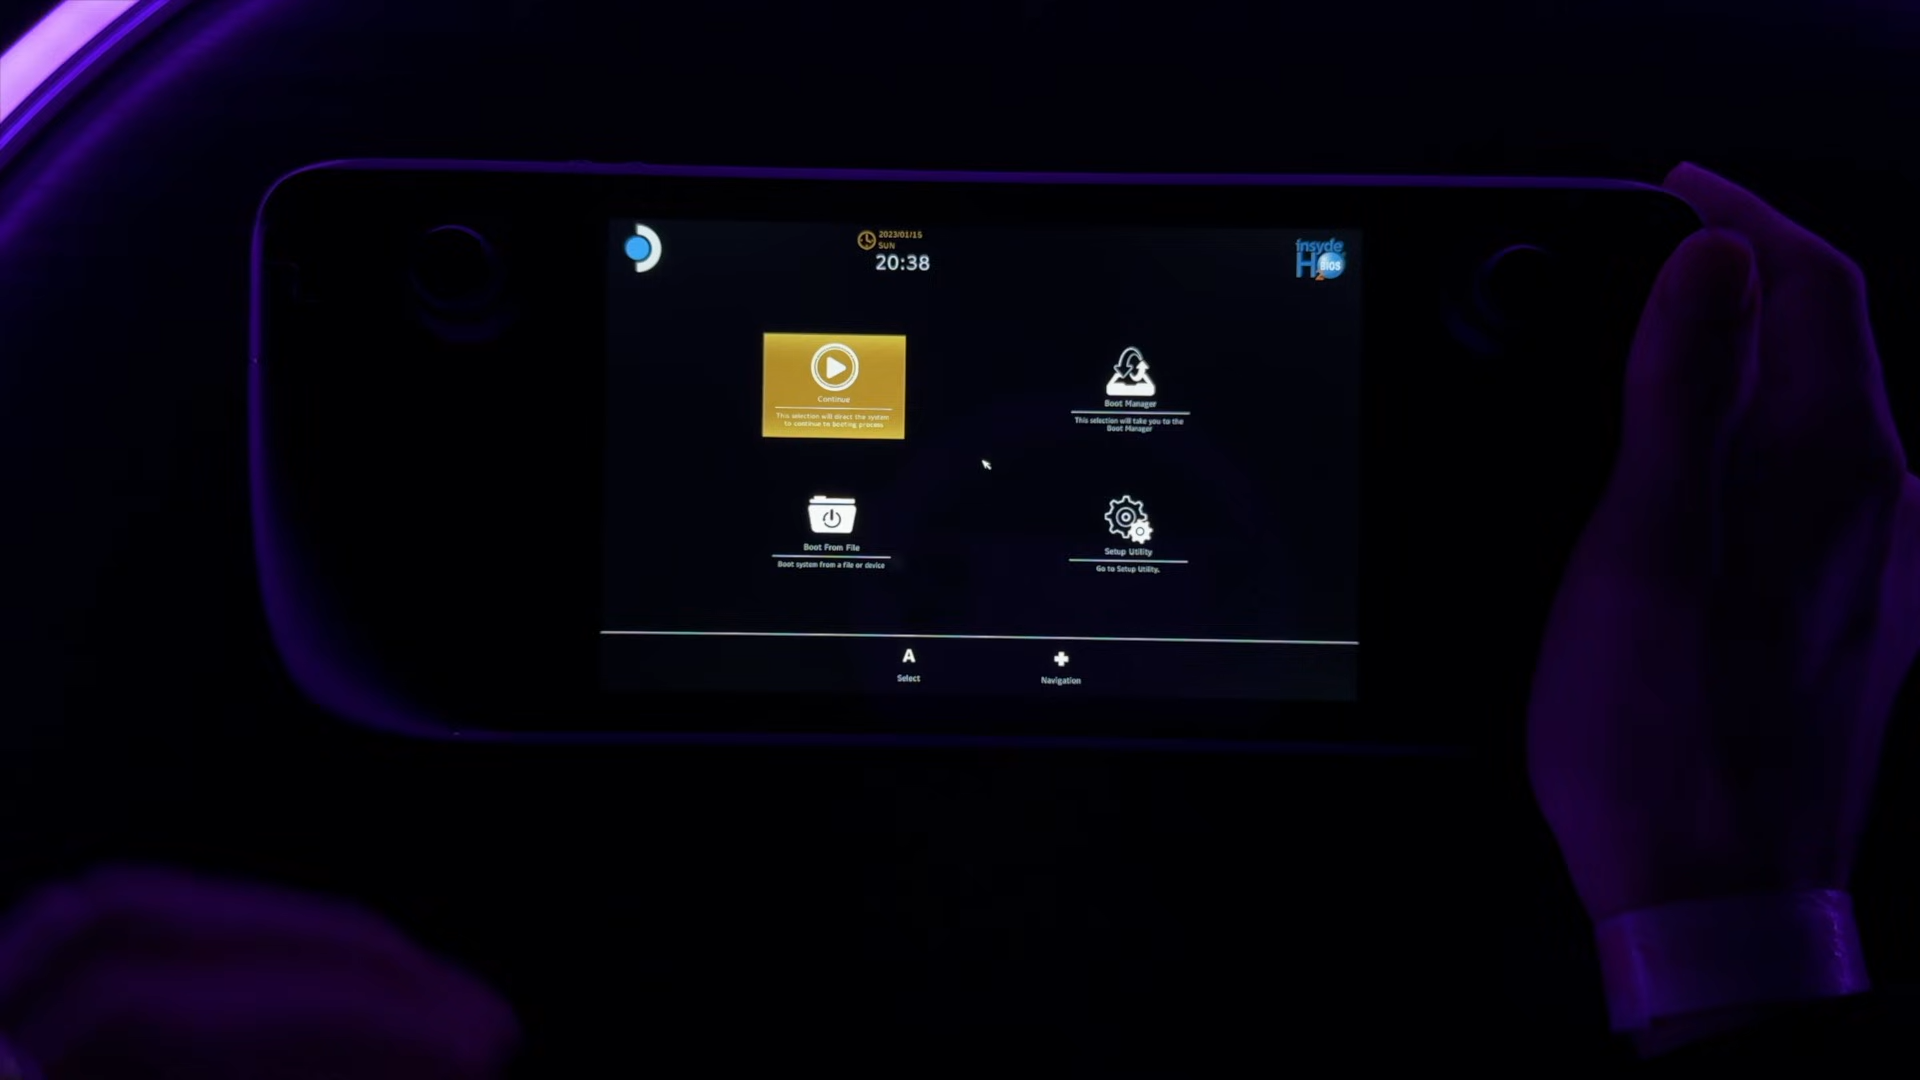 2023/01/15
SUN
20:38
insyde
H2O
BIOS
Continue
This selection will direct the system
to continue to booting process
Boot Manager
This selection will take you to the
Boot Manager
Boot From File
Boot system from a file or device
Setup Utility
Go to Setup Utility.
A
Select
Navigation